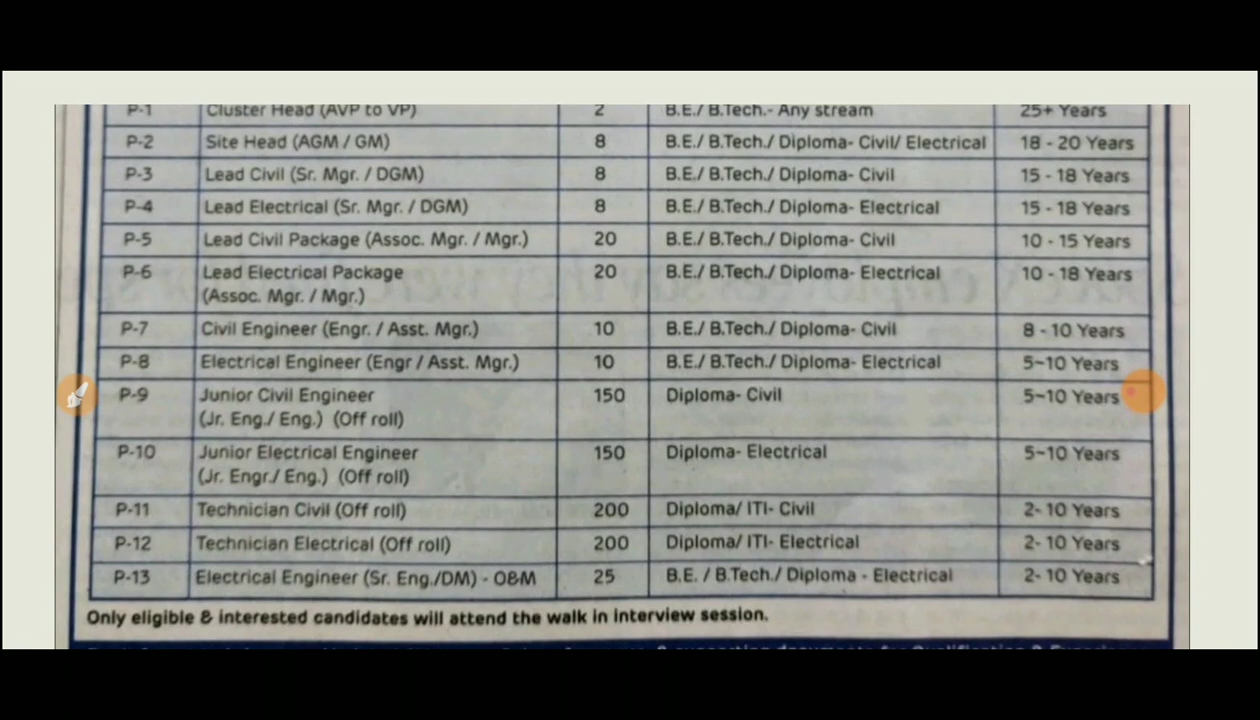 P-1 Cluster Head (AVP to VP) 2 B.E./ B.Tech.- Any stream 25+ Years
P-2 Site Head (AGM / GM) 8 B.E./ B.Tech./ Diploma- Civil/ Electrical 18 - 20 Years
P-3 Lead Civil (Sr. Mgr. / DGM) 8 B.E./ B.Tech./ Diploma- Civil 15 - 18 Years
P-4 Lead Electrical (Sr. Mgr. / DGM) 8 B.E./ B.Tech./ Diploma- Electrical 15 - 18 Years
P-5 Lead Civil Package (Assoc. Mgr. / Mgr.) 20 B.E./ B.Tech./ Diploma- Civil 10 - 15 Years
P-6 Lead Electrical Package 20 B.E./ B.Tech./ Diploma- Electrical 10 - 18 Years
(Assoc. Mgr. / Mgr.)
P-7 Civil Engineer (Engr. / Asst. Mgr.) 10 B.E./ B.Tech./ Diploma- Civil 8 - 10 Years
P-8 Electrical Engineer (Engr / Asst. Mgr.) 10 B.E./ B.Tech./ Diploma- Electrical 5~10 Years
P-9 Junior Civil Engineer 150 Diploma- Civil 5~10 Years
(Jr. Eng./ Eng.) (Off roll)
P-10 Junior Electrical Engineer 150 Diploma- Electrical 5~10 Years
(Jr. Engr./ Eng.) (Off roll)
P-11 Technician Civil (Off roll) 200 Diploma/ ITI- Civil 2- 10 Years
P-12 Technician Electrical (Off roll) 200 Diploma/ ITI- Electrical 2- 10 Years
P-13 Electrical Engineer (Sr. Eng./DM) - O&M 25 B.E. / B.Tech./ Diploma - Electrical 2- 10 Years
Only eligible & interested candidates will attend the walk in interview session.